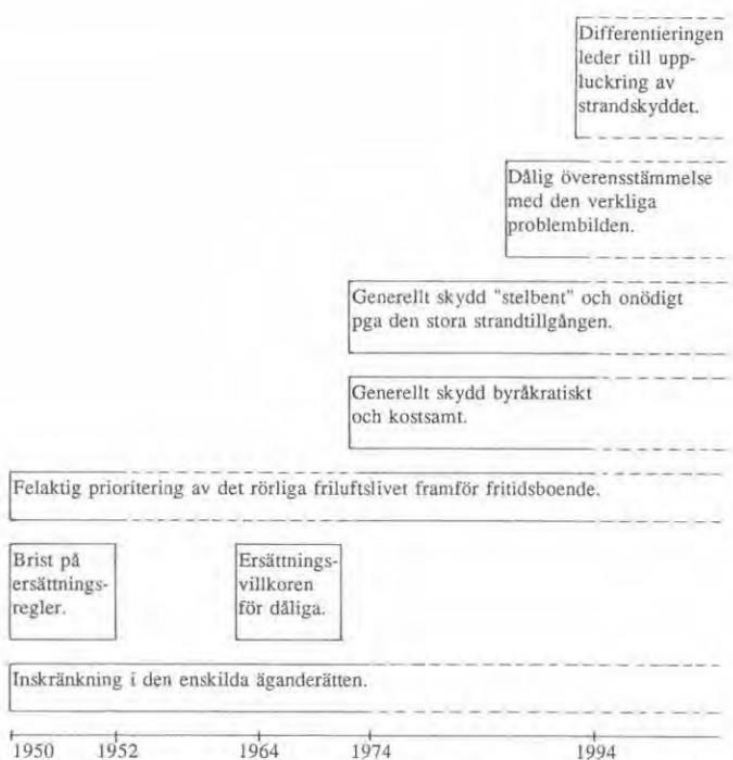 Differentieringen
leder till upp-
luckring av
strandskyddet.
Dålig överensstämmelse
med den verkliga
problembilden.
Generellt skydd "stelbent" och onödigt
pga den stora strandtillgången.
Generellt skydd byråkratiskt
och kostsamt.
Felaktig prioritering av det rörliga friluftslivet framför fritidsboende.
Brist på
ersättnings-
regler.
Ersättnings-
villkoren
för dåliga.
Inskränkning i den enskilda äganderätten.
1950 1952 1964 1974 1994